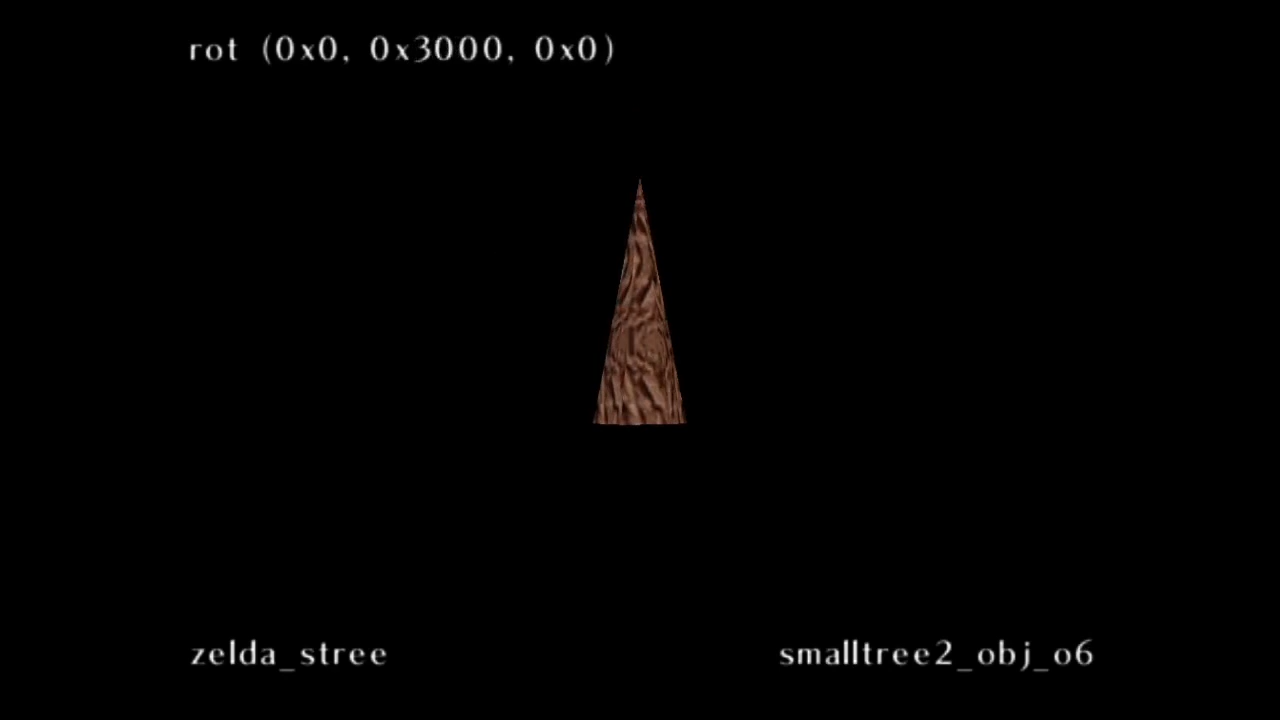 rot (0x0, 0x3000, 0x0)
zelda_stree
smalltree2_obj_o6